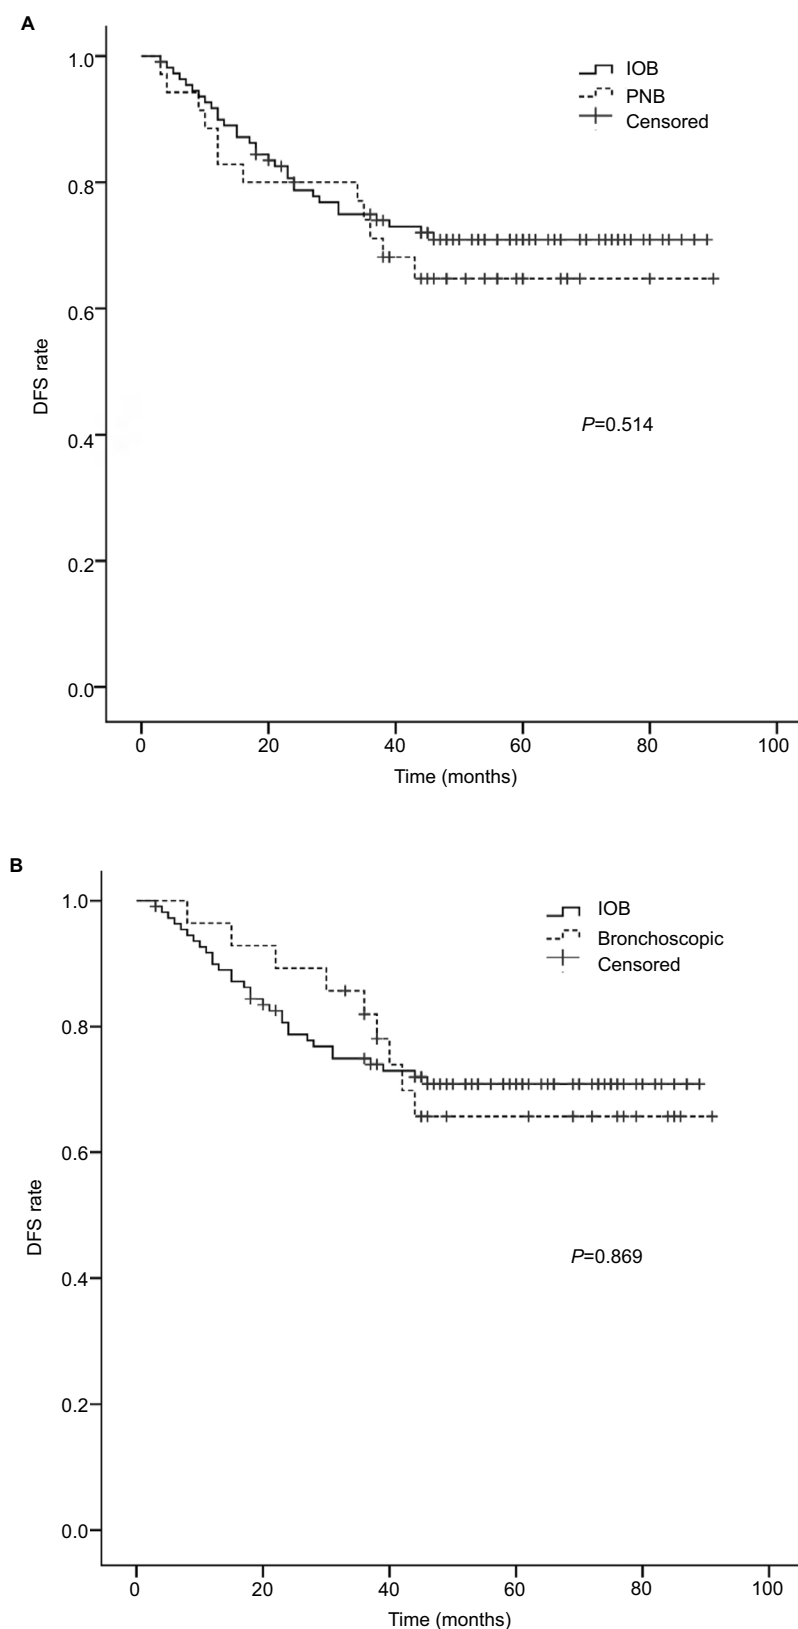 A
1.0
IOB
PNB
Censored
0.8
0.6
DFS rate
P=0.514
0.4
0.2
0.0
0 20 40 60 80 100
Time (months)
B
1.0
IOB
Bronchoscopic
Censored
0.8
0.6
DFS rate
P=0.869
0.4
0.2
0.0
0 20 40 60 80 100
Time (months)